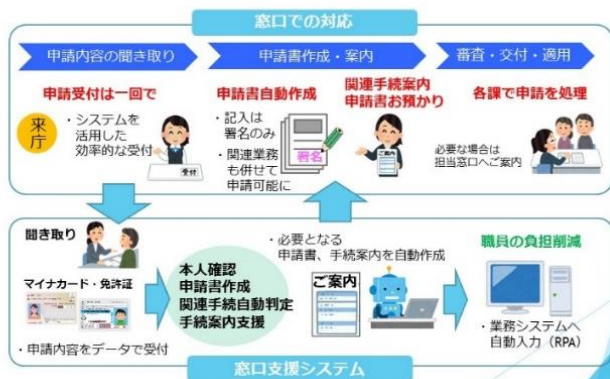 窓口での対応
申請内容の聞き取り
申請書作成・案内
審査・交付・適用
申請受付は一回で
来庁
・システムを
活用した
効率的な受付
受付
申請書自動作成
・記入は
署名のみ
・関連業務
も併せて
申請可能に
署名
関連手続案内
申請書お預かり
ご案内
各課で申請を処理
必要な場合は
担当窓口へご案内
聞き取り
マイナカード・免許証
・申請内容をデータで受付
本人確認
申請書作成
関連手続自動判定
手続案内支援
・必要となる
申請書、手続案内を自動作成
ご案内
職員の負担削減
・業務システムへ
自動入力（RPA）
窓口支援システム